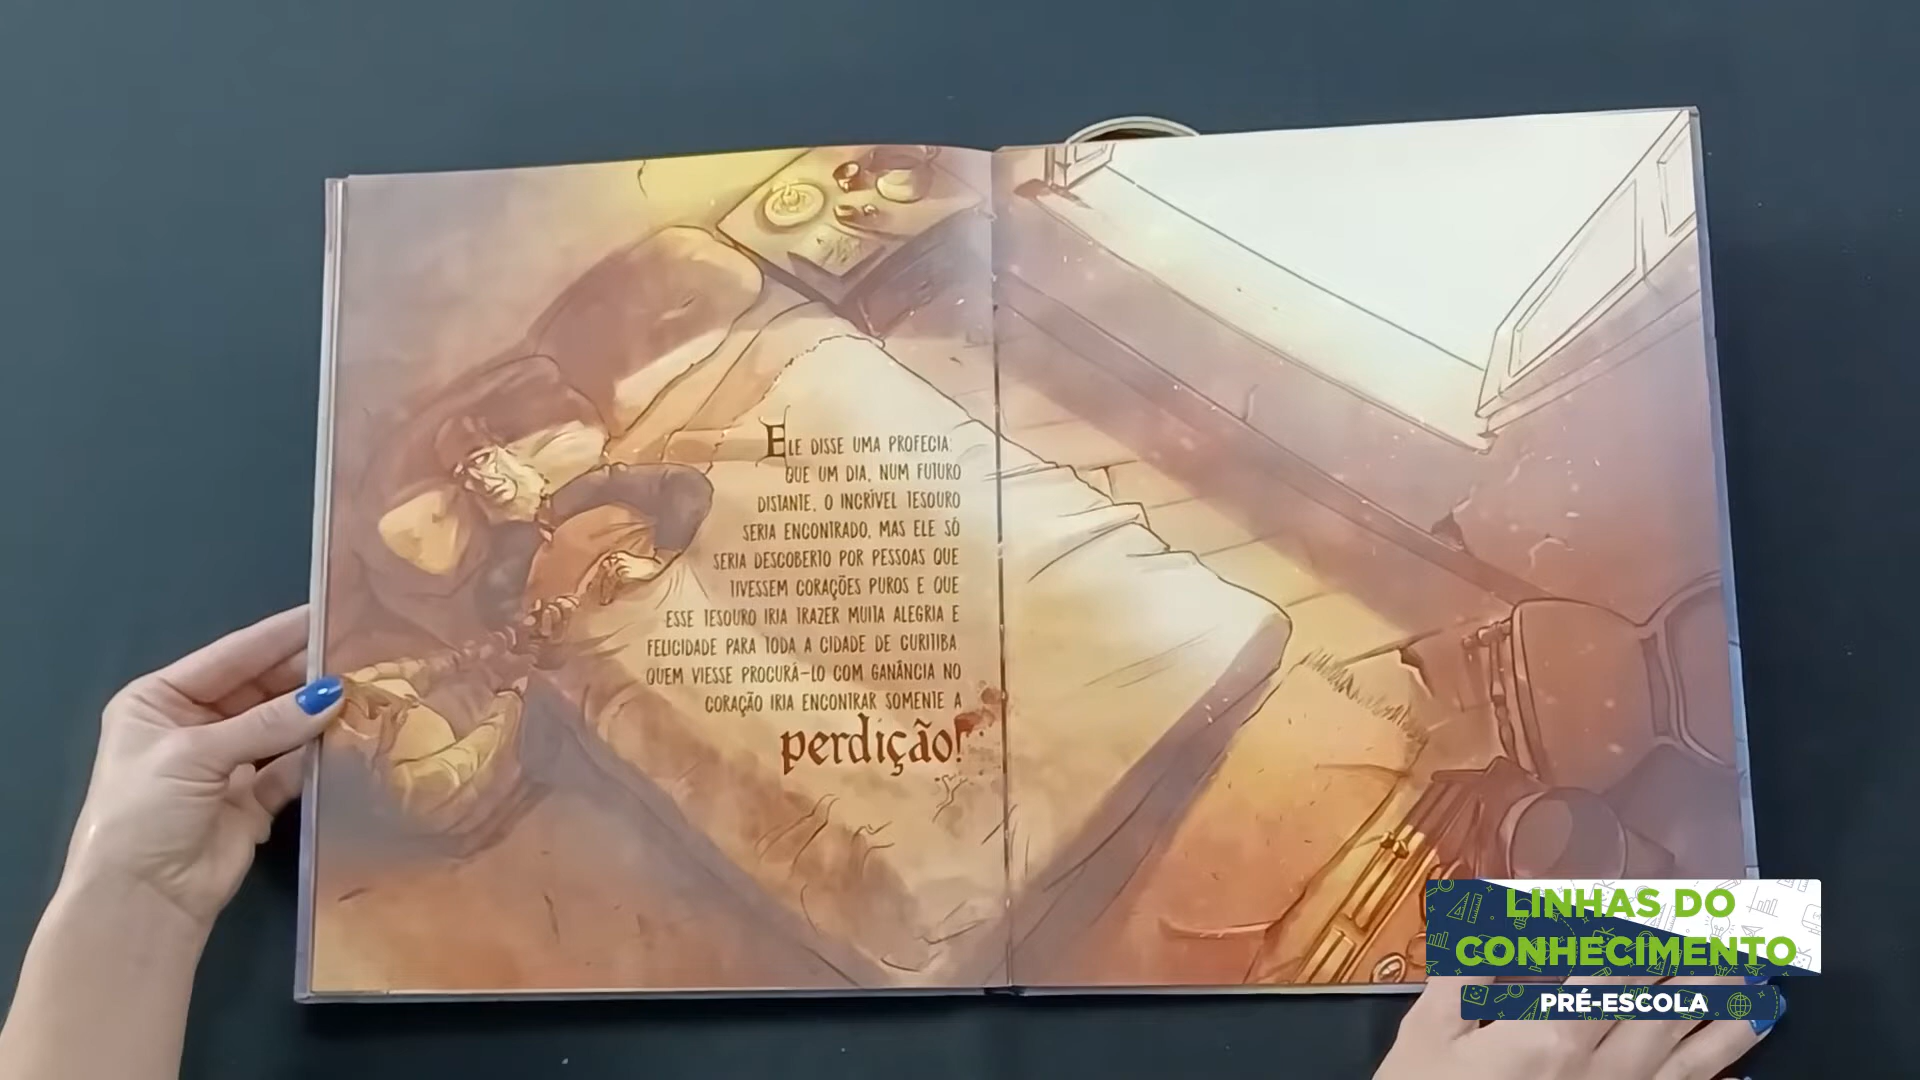 ELE DISSE UMA PROFECIA:
QUE UM DIA, NUM FUTURO
DISTANTE, O INCRÍVEL TESOURO
SERIA ENCONTRADO, MAS ELE SÓ
SERIA DESCOBERTO POR PESSOAS QUE
TIVESSEM CORAÇÕES PUROS E QUE
ESSE TESOURO IRIA TRAZER MUITA ALEGRIA E
FELICIDADE PARA TODA A CIDADE DE CURITIBA.
QUEM VIESSE PROCURÁ-LO COM GANÂNCIA NO
CORAÇÃO IRIA ENCONTRAR SOMENTE A
perdição!
LINHAS DO
CONHECIMENTO
PRÉ-ESCOLA